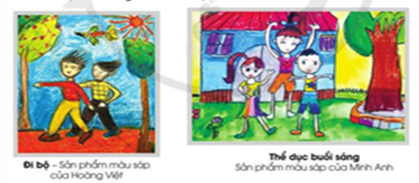 Đi bộ - Sản phẩm màu sáp
của Hoàng Việt
Thể dục buổi sáng
Sản phẩm màu sáp của Minh Anh